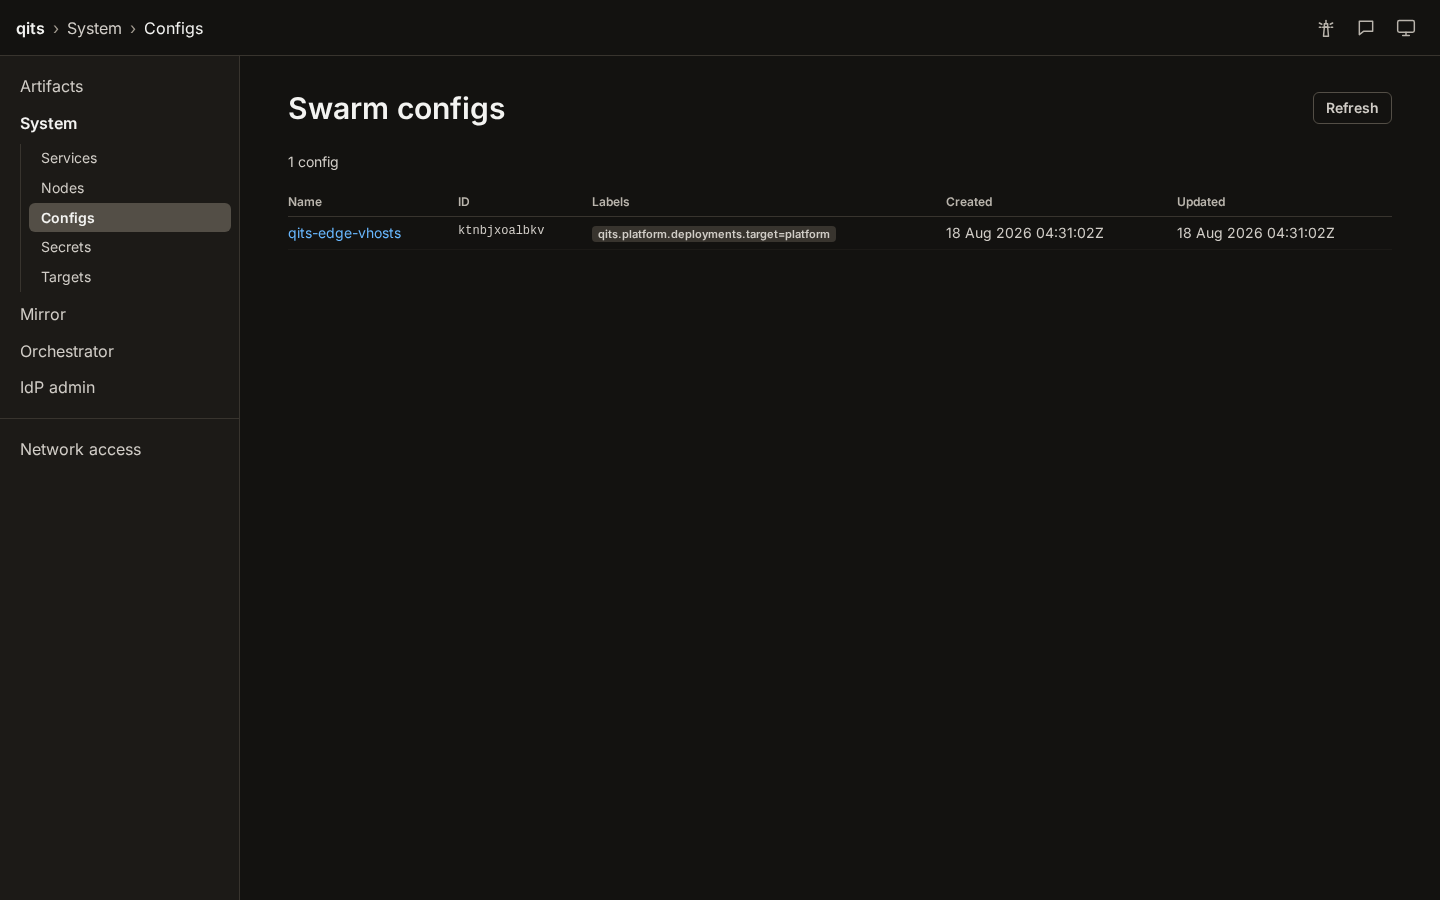 qits › System › Configs
Artifacts
System
Services
Nodes
Configs
Secrets
Targets
Mirror
Orchestrator
IdP admin
Network access
Swarm configs
Refresh
1 config
Name ID Labels Created Updated
qits-edge-vhosts ktnbjxoalbkv qits.platform.deployments.target=platform 18 Aug 2026 04:31:02Z 18 Aug 2026 04:31:02Z